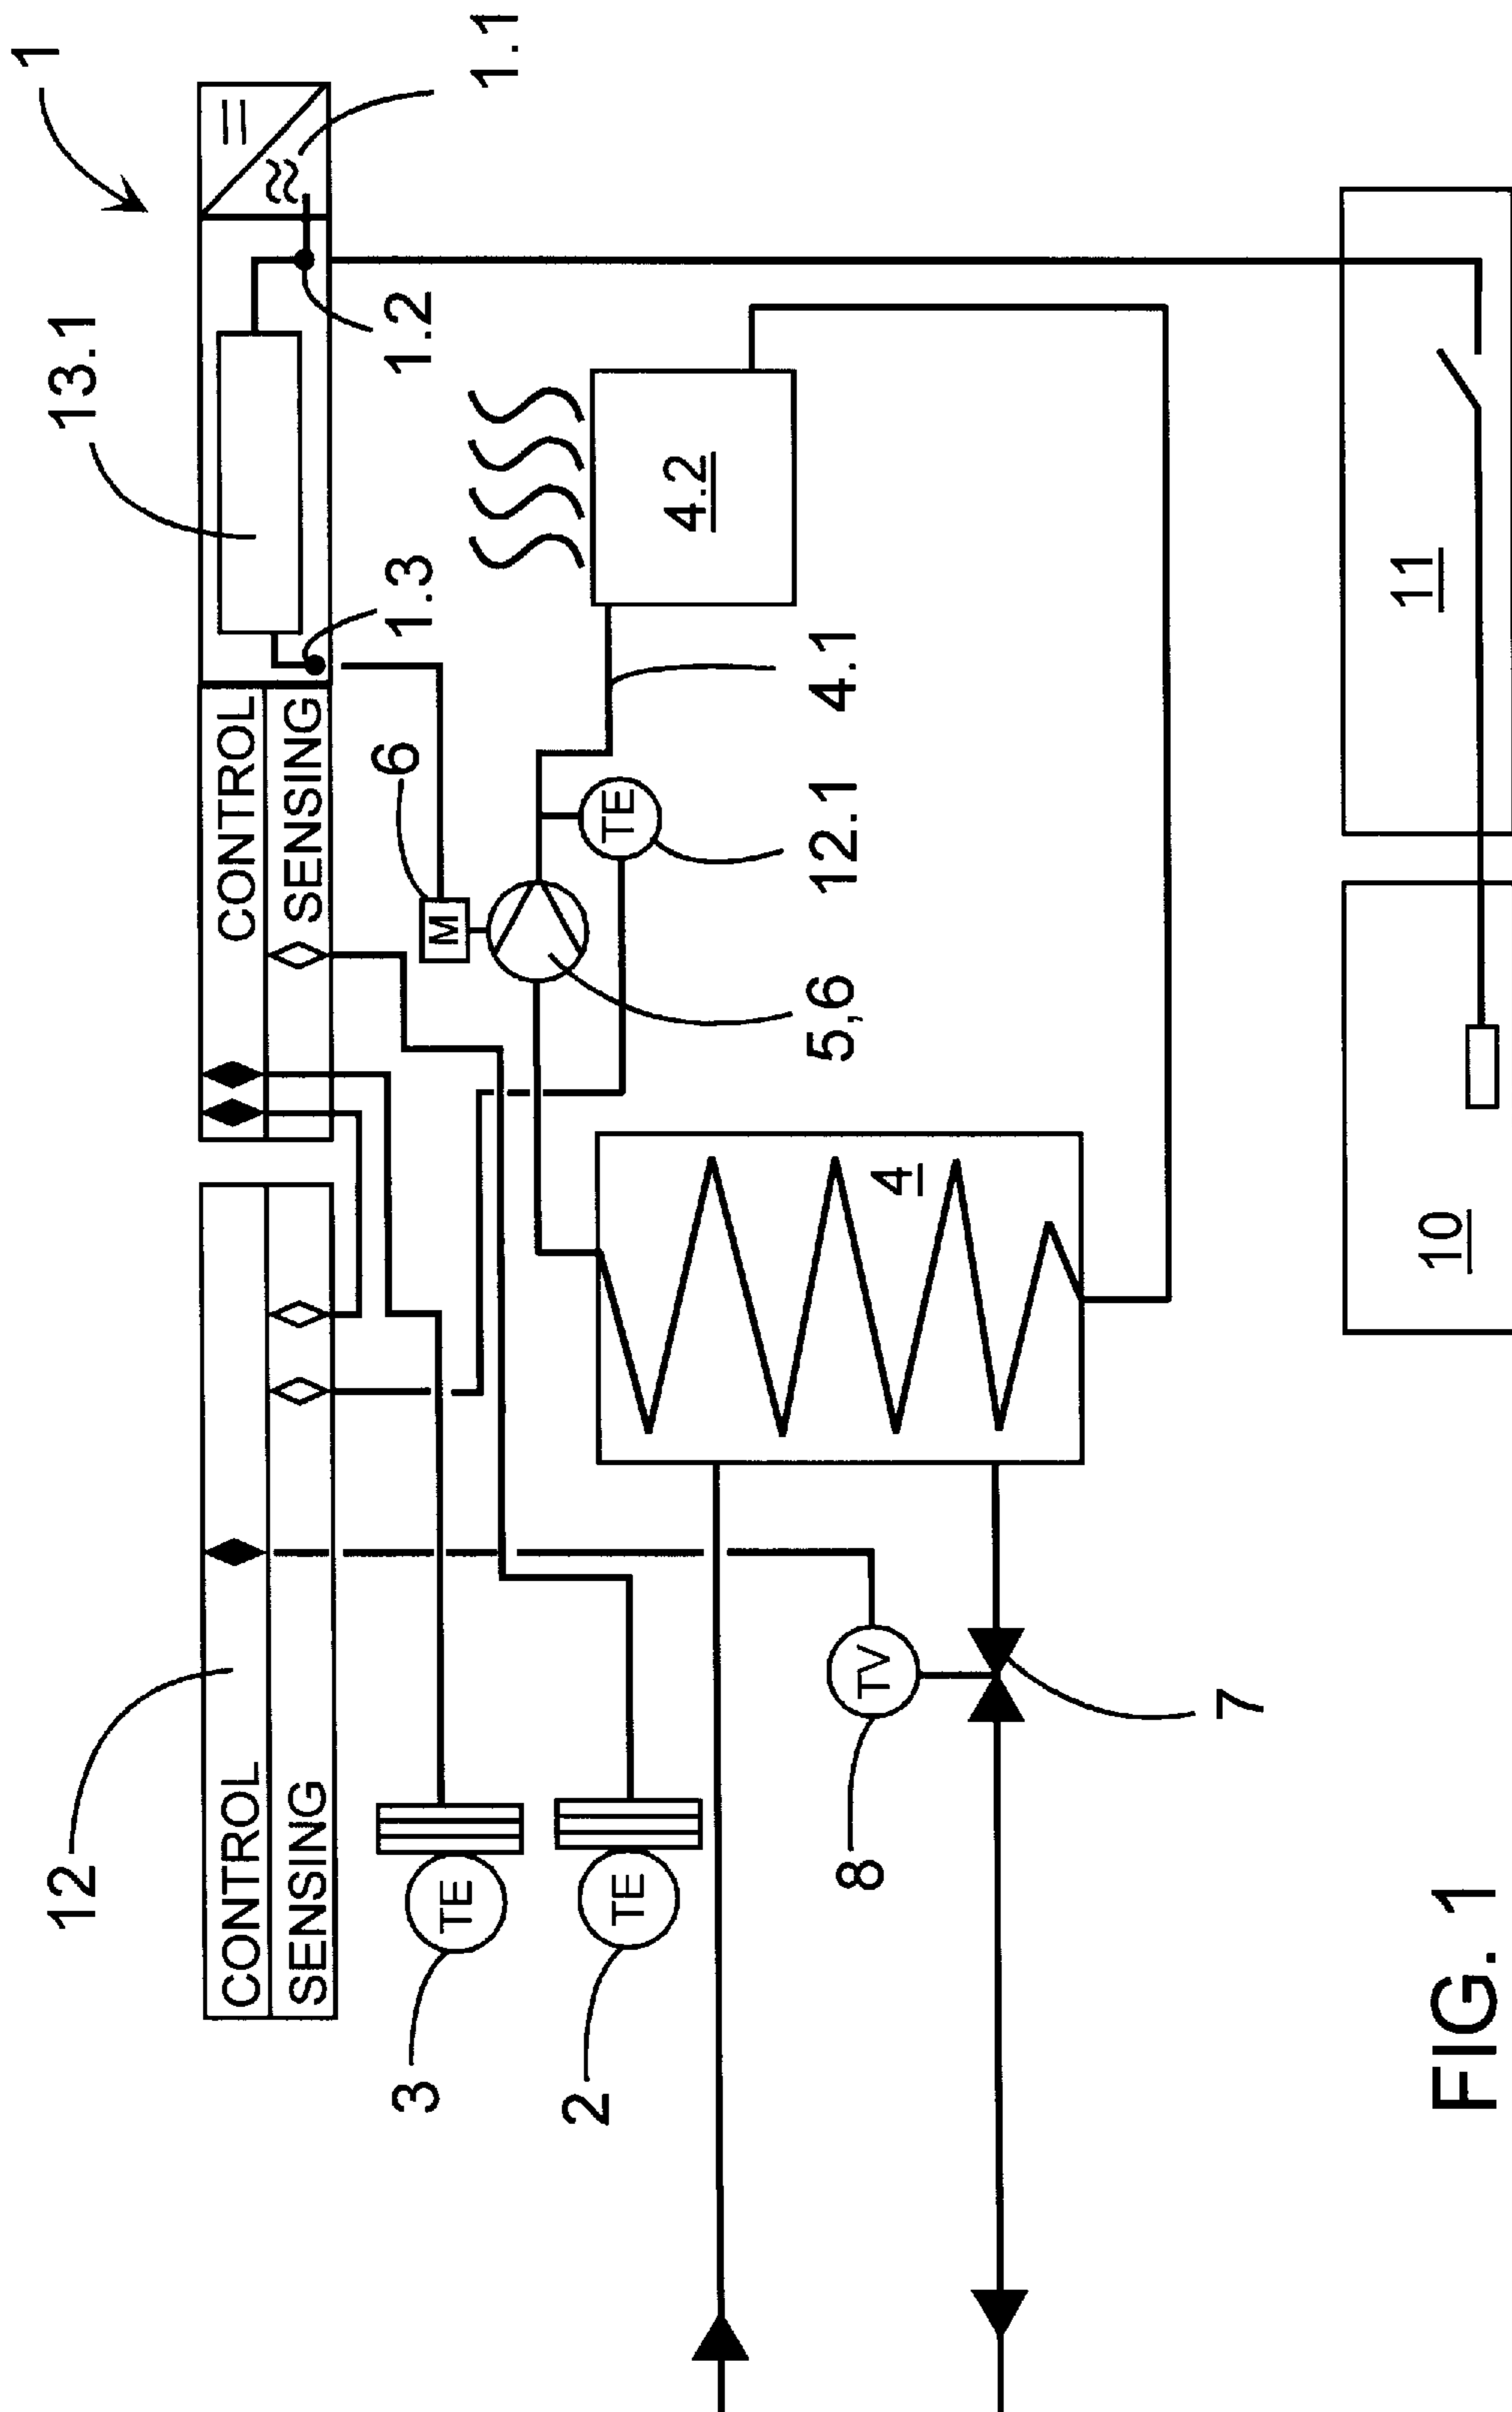 1
1.1
13.1
1.2
1.3
CONTROL
SENSING
6
M
TE
4.2
4.1
12.1
5,6
4
11
10
12
CONTROL
SENSING
3
TE
2
TE
8
TV
7
FIG. 1